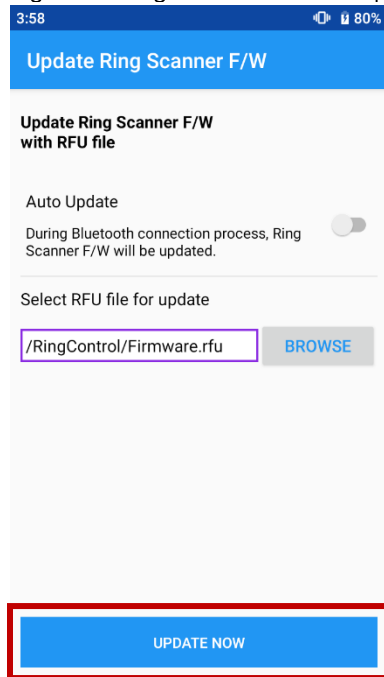 3:58 80%
Update Ring Scanner F/W
Update Ring Scanner F/W
with RFU file
Auto Update
During Bluetooth connection process, Ring
Scanner F/W will be updated.
Select RFU file for update
/RingControl/Firmware.rfu BROWSE
UPDATE NOW